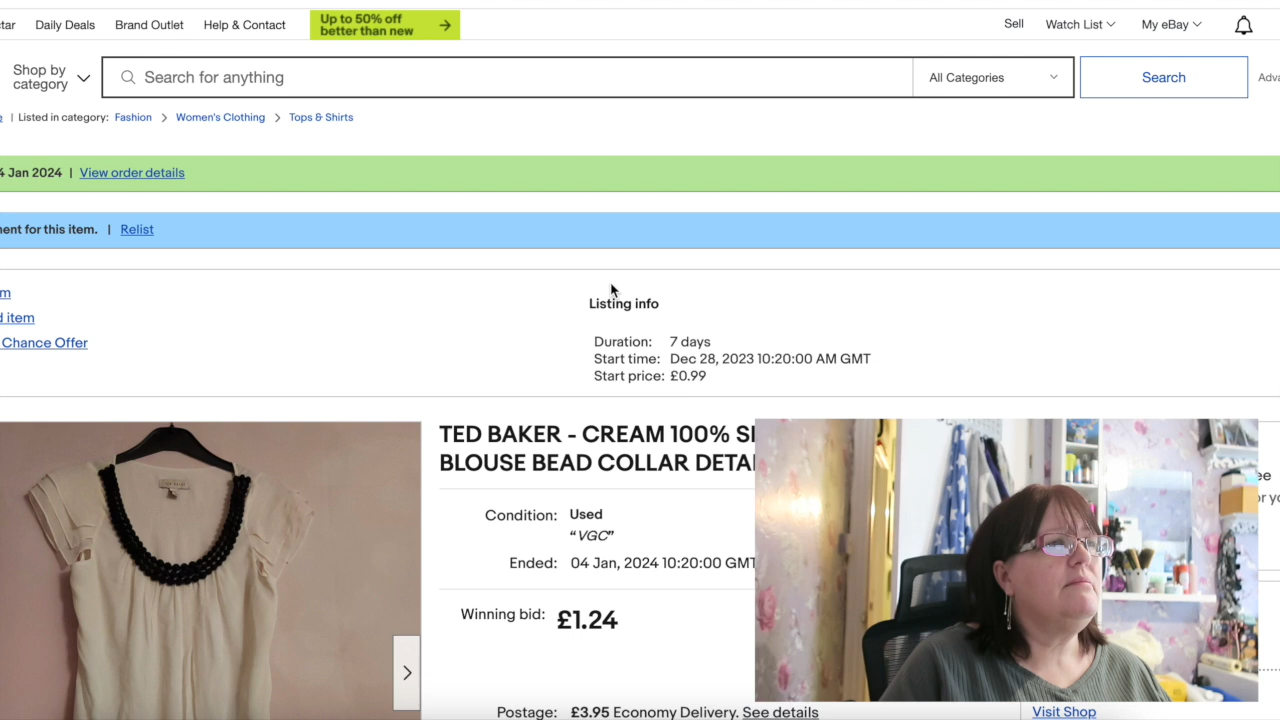 Daily Deals Brand Outlet Help & Contact
Up to 50% off
better than new
Sell Watch List My eBay
Shop by
category
Search for anything
All Categories
Search
| Listed in category: Fashion > Women's Clothing > Tops & Shirts
4 Jan 2024 | View order details
ment for this item. | Relist
Listing info
d item
Chance Offer
Duration: 7 days
Start time: Dec 28, 2023 10:20:00 AM GMT
Start price: £0.99
TED BAKER - CREAM 100% SI
BLOUSE BEAD COLLAR DETA
Condition: Used
“VGC”
Ended: 04 Jan, 2024 10:20:00 GMT
Winning bid: £1.24
Postage: £3.95 Economy Delivery. See details
Visit Shop